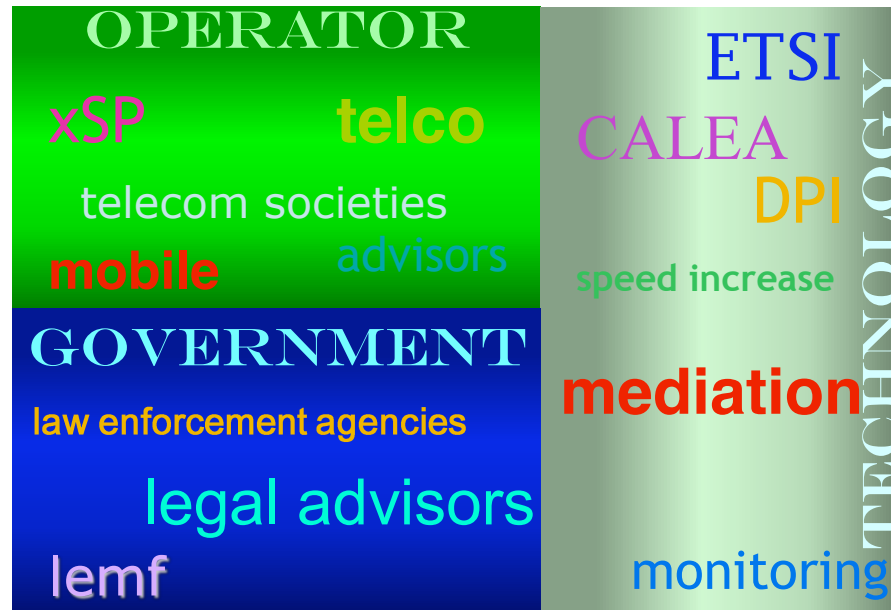 OPERATOR
xSP
telco
telecom societies
mobile
advisors
GOVERNMENT
law enforcement agencies
legal advisors
lemf
ETSI
CALEA
DPI
speed increase
mediation
monitoring
TECHNOLOGY